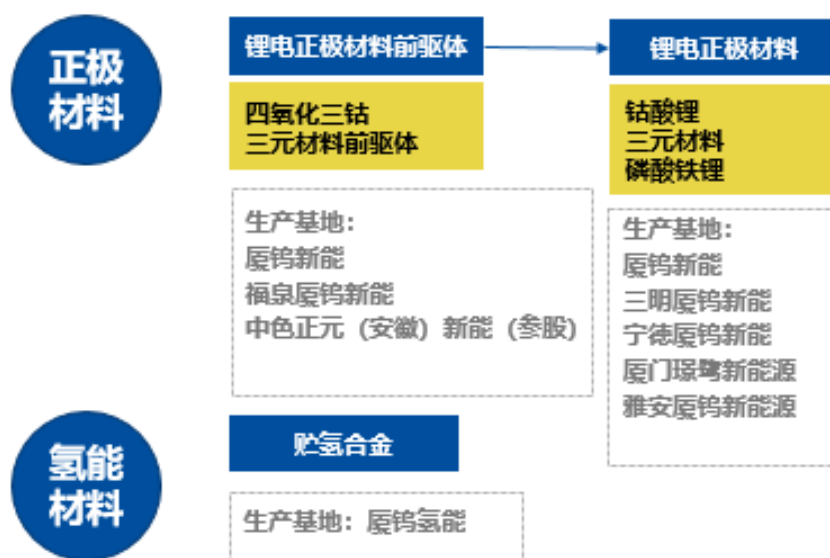 正极
材料
锂电正极材料前驱体
四氧化三钴
三元材料前驱体
生产基地：
厦钨新能
福泉厦钨新能
中色正元（安徽）新能（参股）
锂电正极材料
钴酸锂
三元材料
磷酸铁锂
生产基地：
厦钨新能
三明厦钨新能
宁德厦钨新能
厦门璟鹭新能源
雅安厦钨新能源
氢能
材料
贮氢合金
生产基地：厦钨氢能